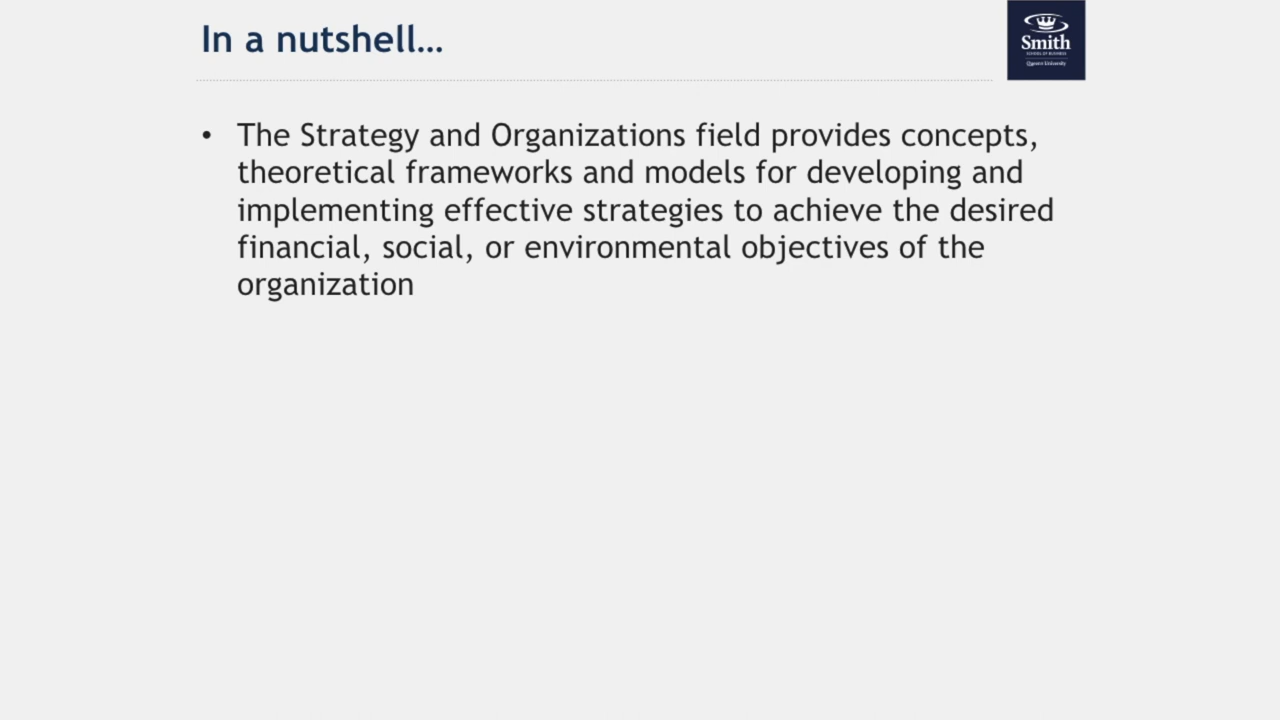 In a nutshell…
Smith
SCHOOL OF BUSINESS
Queen's University
• The Strategy and Organizations field provides concepts,
theoretical frameworks and models for developing and
implementing effective strategies to achieve the desired
financial, social, or environmental objectives of the
organization